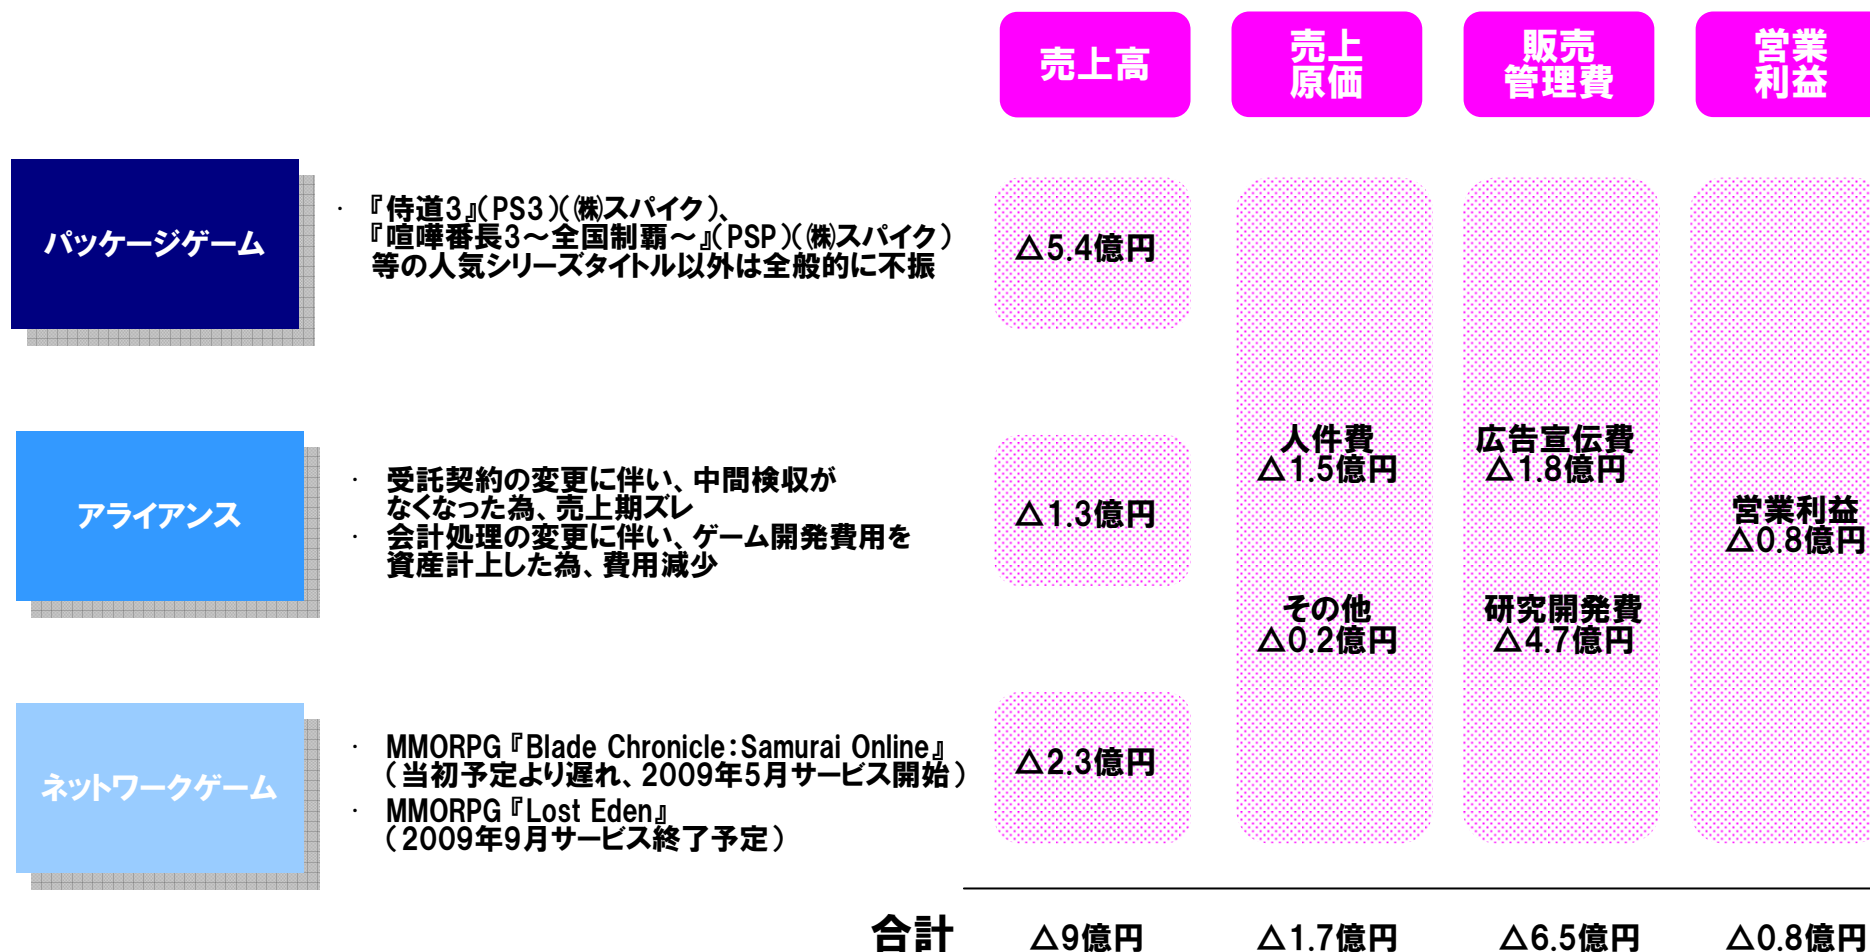 売上高
売上
原価
販売
管理費
営業
利益
パッケージゲーム
・ 『侍道3』(PS3)(㈱スパイク)、
『喧嘩番長3～全国制覇～』(PSP)(㈱スパイク)
等の人気シリーズタイトル以外は全般的に不振
△5.4億円
アライアンス
・ 受託契約の変更に伴い、中間検収が
なくなった為、売上期ズレ
・ 会計処理の変更に伴い、ゲーム開発費用を
資産計上した為、費用減少
△1.3億円
人件費
△1.5億円
その他
△0.2億円
広告宣伝費
△1.8億円
研究開発費
△4.7億円
営業利益
△0.8億円
ネットワークゲーム
・ MMORPG『Blade Chronicle:Samurai Online』
(当初予定より遅れ、2009年5月サービス開始)
・ MMORPG『Lost Eden』
(2009年9月サービス終了予定)
△2.3億円
合計 △9億円 △1.7億円 △6.5億円 △0.8億円